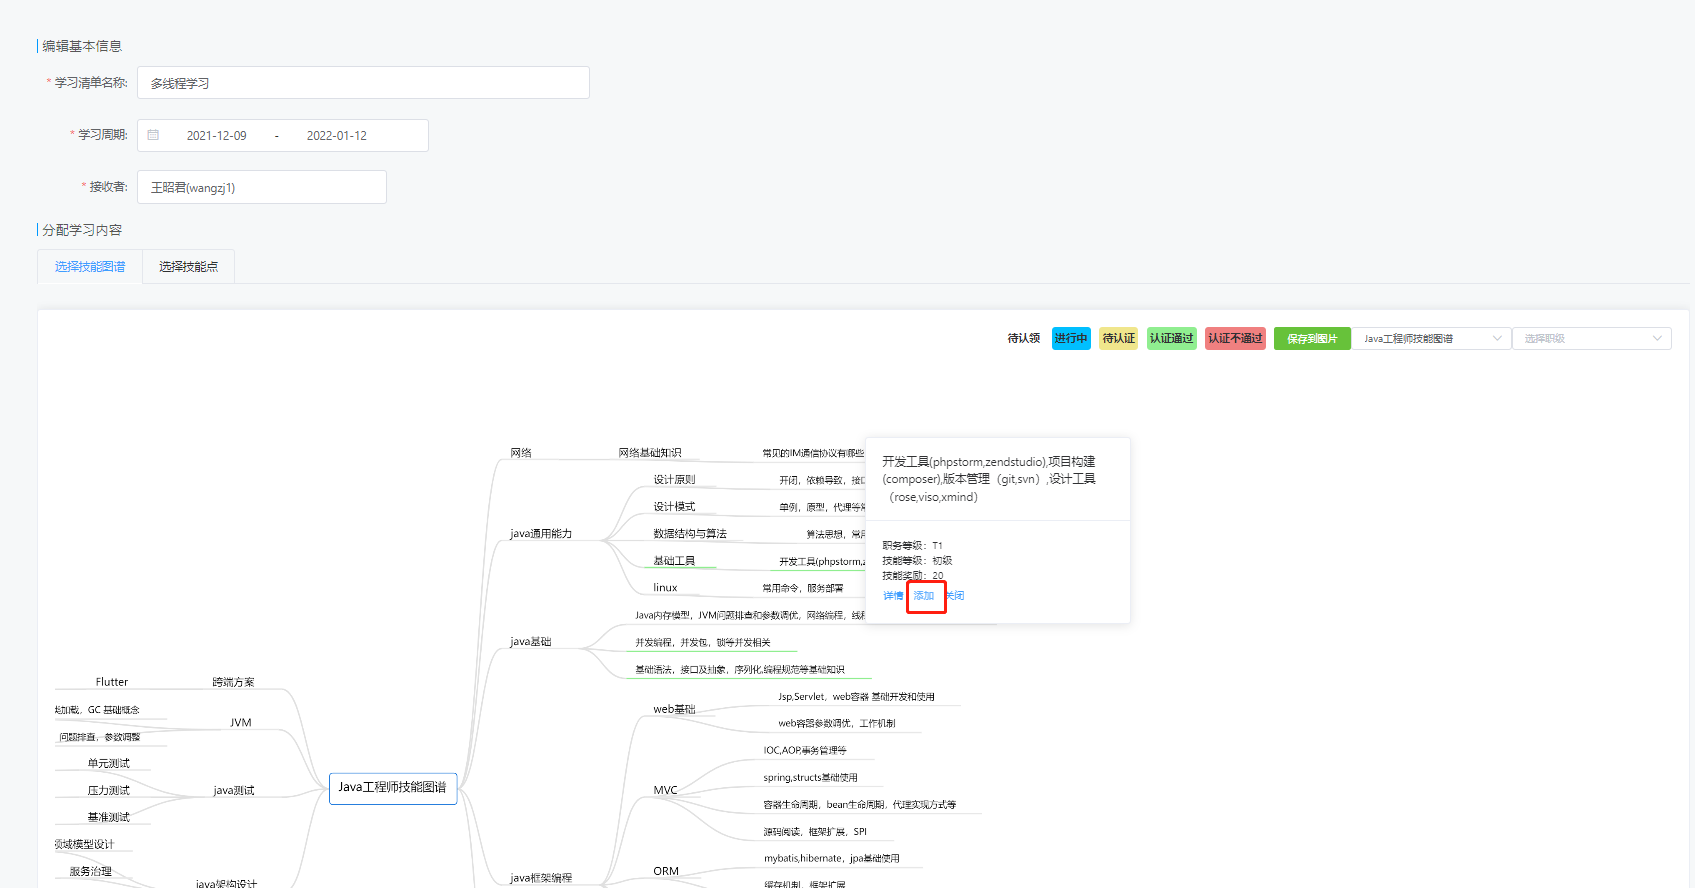 编辑基本信息
* 学习清单名称: 多线程学习
* 学习周期: 2021-12-09 - 2022-01-12
* 接收者: 王昭君(wangzj1)
分配学习内容
选择技能图谱 选择技能点
待认领 进行中 待认证 认证通过 认证不通过 保存到图片 Java工程师技能图谱 选择职级
网络 网络基础知识 常见的IM通信协议有哪些
java通用能力
设计原则 开闭，依赖导致，接口
设计模式 单例，原型，代理等常
数据结构与算法 算法思想，常用
基础工具 开发工具(phpstorm,z
linux 常用命令，服务部署
开发工具(phpstorm,zendstudio),项目构建
(composer),版本管理（git,svn）,设计工具
（rose,viso,xmind）
职务等级：T1
技能等级：初级
技能奖励：20
详情 添加 关闭
java基础
Java内存模型，JVM问题排查和参数调优，网络编程，线程
并发编程，并发包，锁等并发相关
基础语法，接口及抽象，序列化,编程规范等基础知识
Flutter 跨端方案
类加载，GC 基础概念
JVM
问题排查，参数调整
单元测试
压力测试
java测试
基准测试
领域模型设计
服务治理
java架构设计
Java工程师技能图谱
web基础
Jsp,Servlet，web容器 基础开发和使用
web容器参数调优，工作机制
MVC
IOC,AOP,事务管理等
spring,structs基础使用
容器生命周期，bean生命周期，代理实现方式等
源码阅读，框架扩展，SPI
java框架编程
ORM
mybatis,hibernate，jpa基础使用
缓存机制，框架扩展